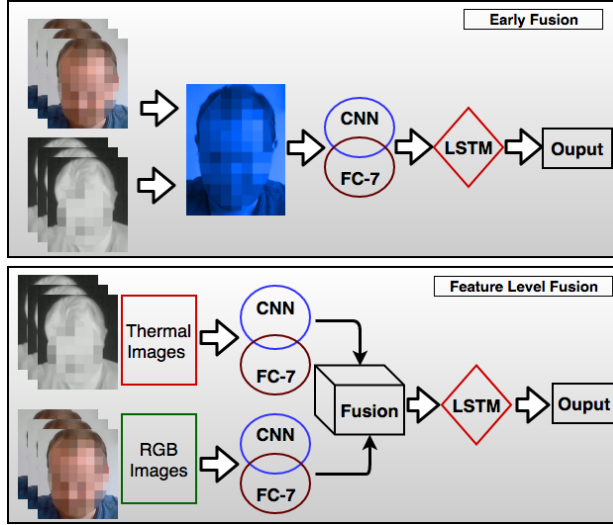 Early Fusion
CNN
FC-7
LSTM
Ouput
Feature Level Fusion
Thermal
Images
CNN
FC-7
Fusion
LSTM
Ouput
RGB
Images
CNN
FC-7